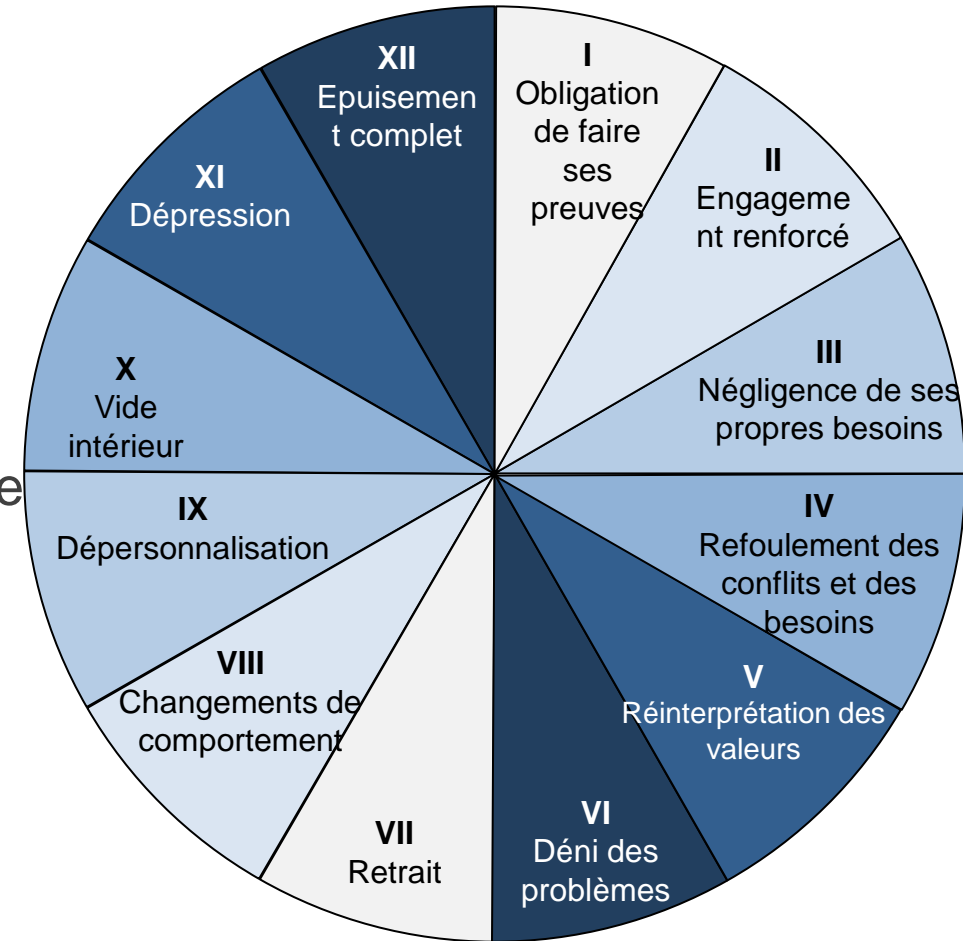 I
Obligation
de faire
ses
preuves
II
Engageme
nt renforcé
III
Négligence de ses
propres besoins
IV
Refoulement des
conflits et des
besoins
V
Réinterprétation des
valeurs
VI
Déni des
problèmes
VII
Retrait
VIII
Changements de
comportement
IX
Dépersonnalisation
X
Vide
intérieur
XI
Dépression
XII
Epuisemen
t complet
e